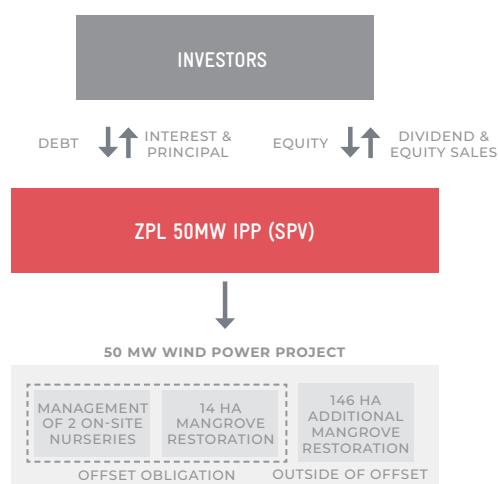 INVESTORS
DEBT
INTEREST &
PRINCIPAL
EQUITY
DIVIDEND &
EQUITY SALES
ZPL 50MW IPP (SPV)
50 MW WIND POWER PROJECT
MANAGEMENT
OF 2 ON-SITE
NURSERIES
14 HA
MANGROVE
RESTORATION
146 HA
ADDITIONAL
MANGROVE
RESTORATION
OFFSET OBLIGATION
OUTSIDE OF OFFSET